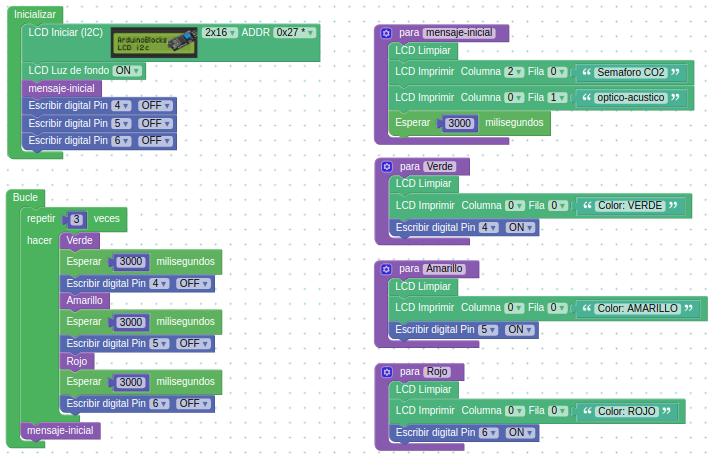 Inicializar
LCD Iniciar (I2C) ArduinoBlocks LCD i2c 2x16 ADDR 0x27 *
LCD Luz de fondo ON
mensaje-inicial
Escribir digital Pin 4 OFF
Escribir digital Pin 5 OFF
Escribir digital Pin 6 OFF
Bucle
repetir 3 veces
hacer Verde
Esperar 3000 milisegundos
Escribir digital Pin 4 OFF
Amarillo
Esperar 3000 milisegundos
Escribir digital Pin 5 OFF
Rojo
Esperar 3000 milisegundos
Escribir digital Pin 6 OFF
mensaje-inicial
para mensaje-inicial
LCD Limpiar
LCD Imprimir Columna 2 Fila 0 “ Semaforo CO2 ”
LCD Imprimir Columna 0 Fila 1 “ optico-acustico ”
Esperar 3000 milisegundos
para Verde
LCD Limpiar
LCD Imprimir Columna 0 Fila 0 “ Color: VERDE ”
Escribir digital Pin 4 ON
para Amarillo
LCD Limpiar
LCD Imprimir Columna 0 Fila 0 “ Color: AMARILLO ”
Escribir digital Pin 5 ON
para Rojo
LCD Limpiar
LCD Imprimir Columna 0 Fila 0 “ Color: ROJO ”
Escribir digital Pin 6 ON